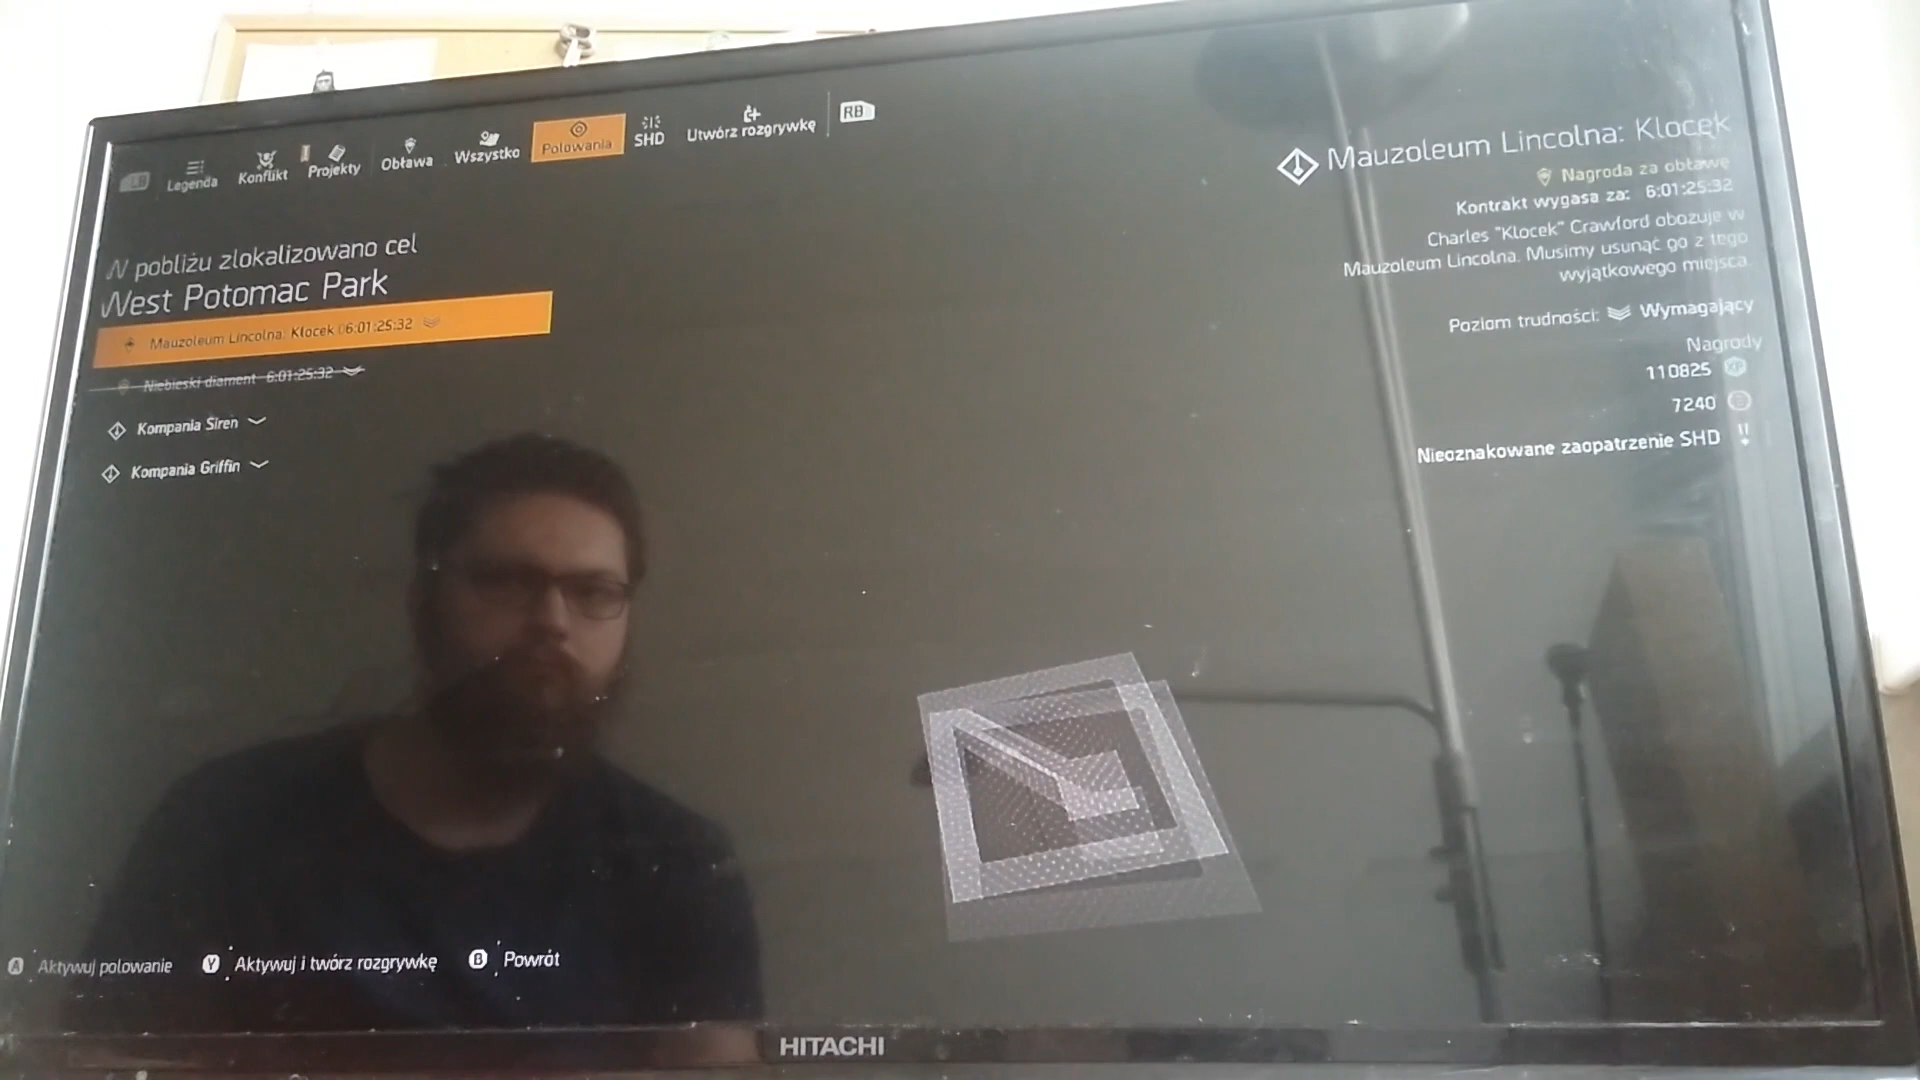 LB
Legenda
Konflikt
Projekty
Obława
Wszystko
Polowania
SHD
Utwórz rozgrywkę
RB
W pobliżu zlokalizowano cel
West Potomac Park
Mauzoleum Lincolna: Klocek 06:01:25:32
Niebieski diament 6:01:25:32
Kompania Siren
Kompania Griffin
Mauzoleum Lincolna: Klocek
Nagroda za obławę
Kontrakt wygasa za: 6:01:25:32
Charles "Klocek" Crawford obozuje w
Mauzoleum Lincolna. Musimy usunąć go z tego
wyjątkowego miejsca.
Poziom trudności: Wymagający
Nagrody
110825
7240
Nieoznakowane zaopatrzenie SHD
A Aktywuj polowanie
Y Aktywuj i twórz rozgrywkę
B Powrót
HITACHI